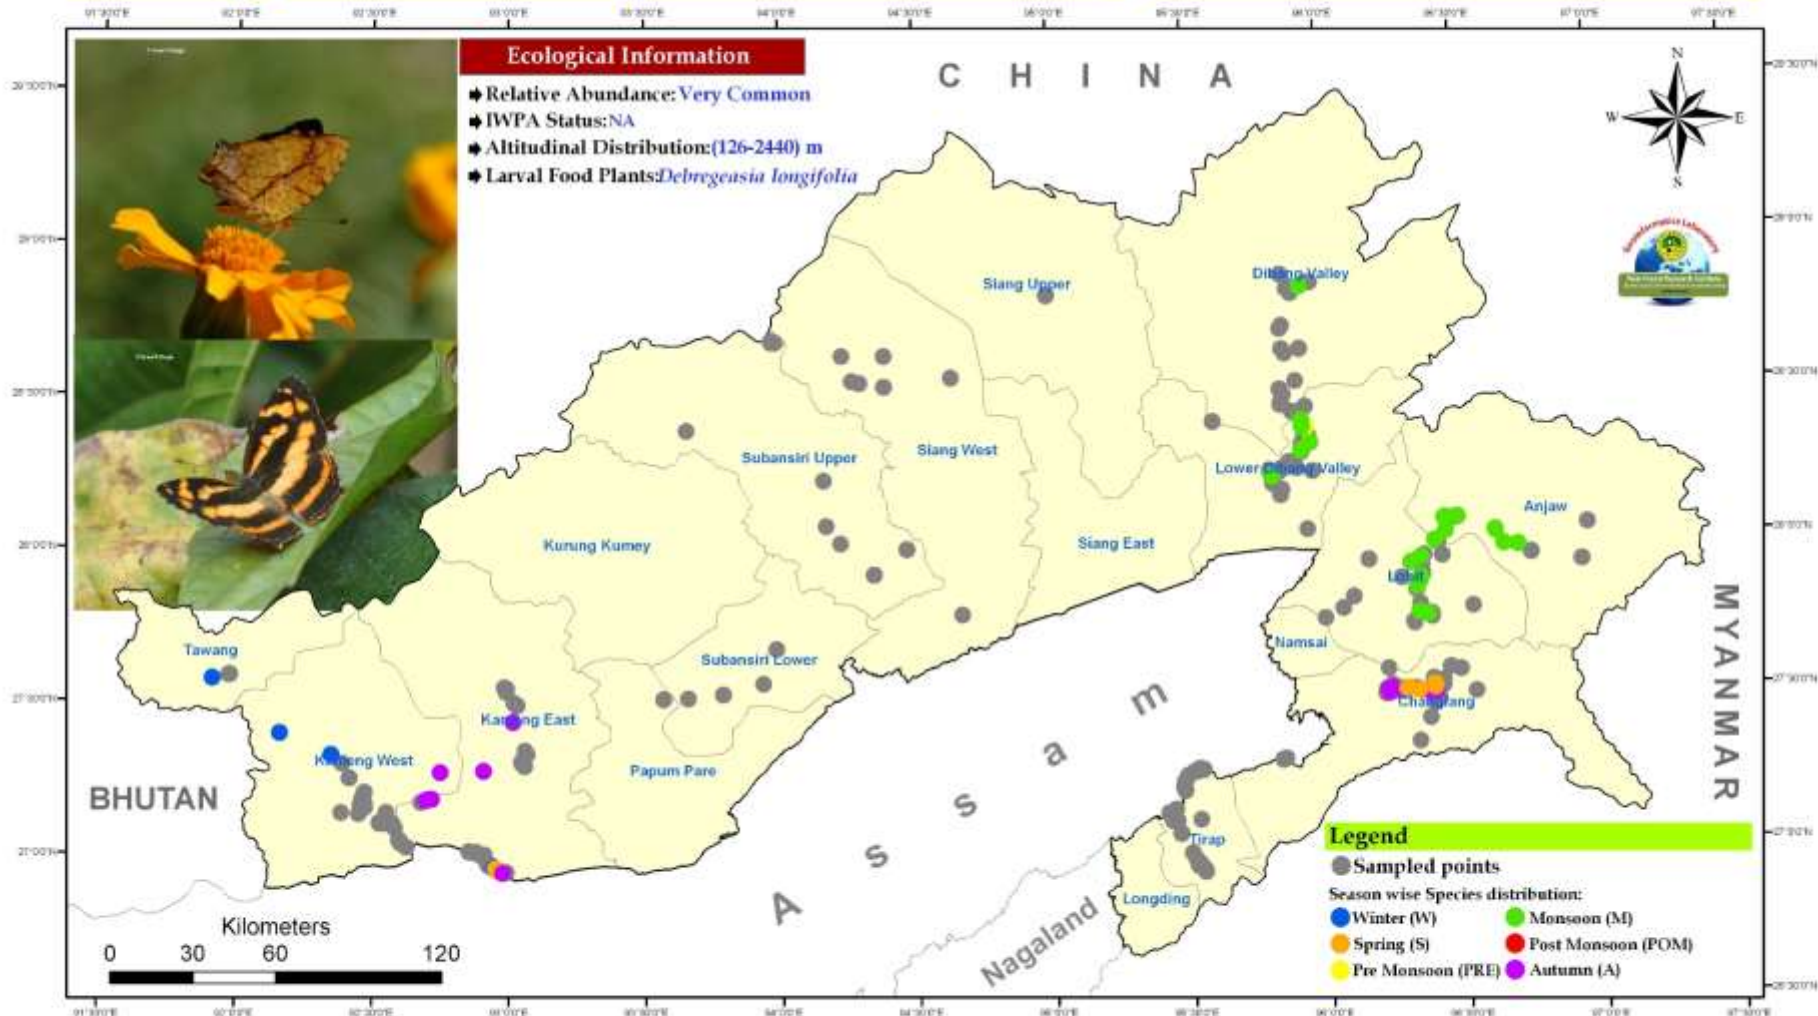 Ecological Information
Relative Abundance: Very Common
IWPA Status: NA
Altitudinal Distribution: (126-2440) m
Larval Food Plants: Debregeasia longifolia
C H I N A
N
W E
S
Dibang Valley
Siang Upper
Siang West
Subansiri Upper
Lower Dibang Valley
Anjaw
Kurung Kumey
Siang East
Lohit
Namsai
Tawang
Subansiri Lower
Changlang
Kameng East
Kameng West
Papum Pare
BHUTAN
MYANMAR
Assam
Tirap
Longding
Nagaland
Kilometers
0 30 60 120
Legend
Sampled points
Season wise Species distribution:
Winter (W) Monsoon (M)
Spring (S) Post Monsoon (POM)
Pre Monsoon (PRE) Autumn (A)